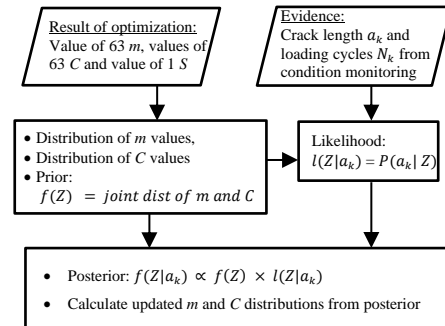 Result of optimization:
Value of 63 m, values of
63 C and value of 1 S
Evidence:
Crack length a_k and
loading cycles N_k from
condition monitoring
• Distribution of m values,
• Distribution of C values
• Prior:
f(Z) = joint dist of m and C
Likelihood:
l(Z|a_k) = P(a_k| Z)
• Posterior: f(Z|a_k) ∝ f(Z) × l(Z|a_k)
• Calculate updated m and C distributions from posterior